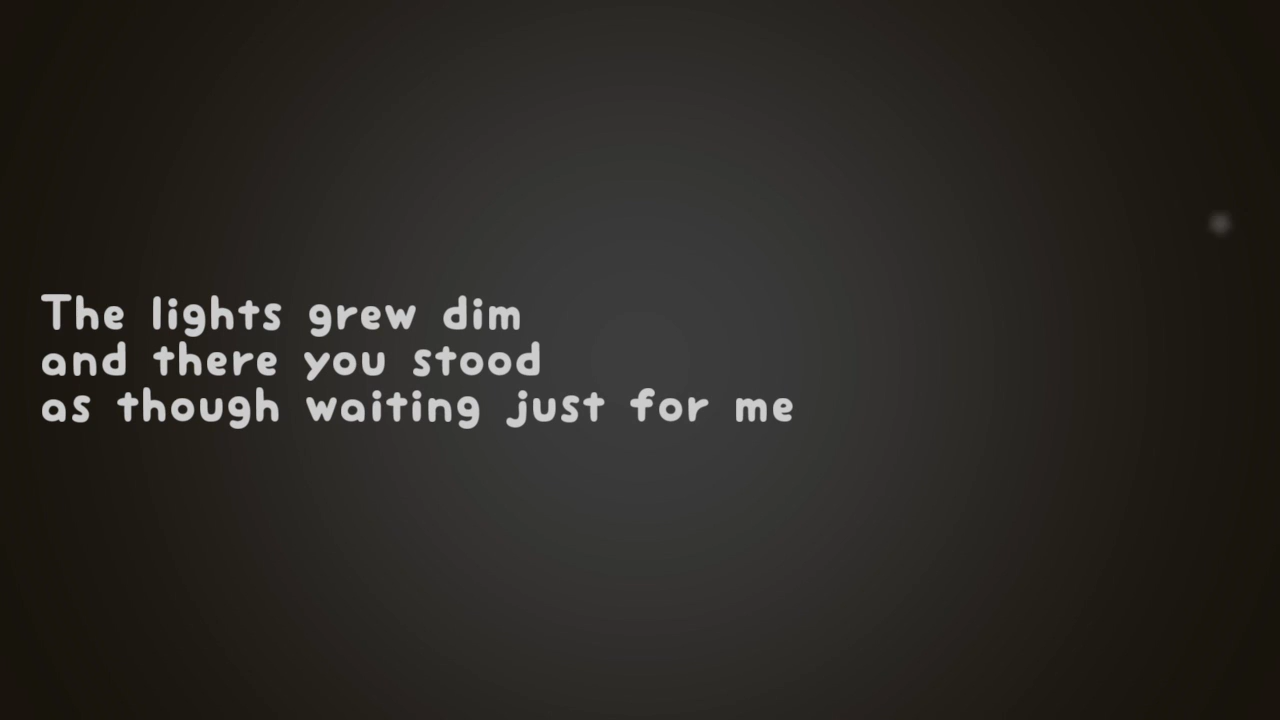 The lights grew dim
and there you stood
as though waiting just for me